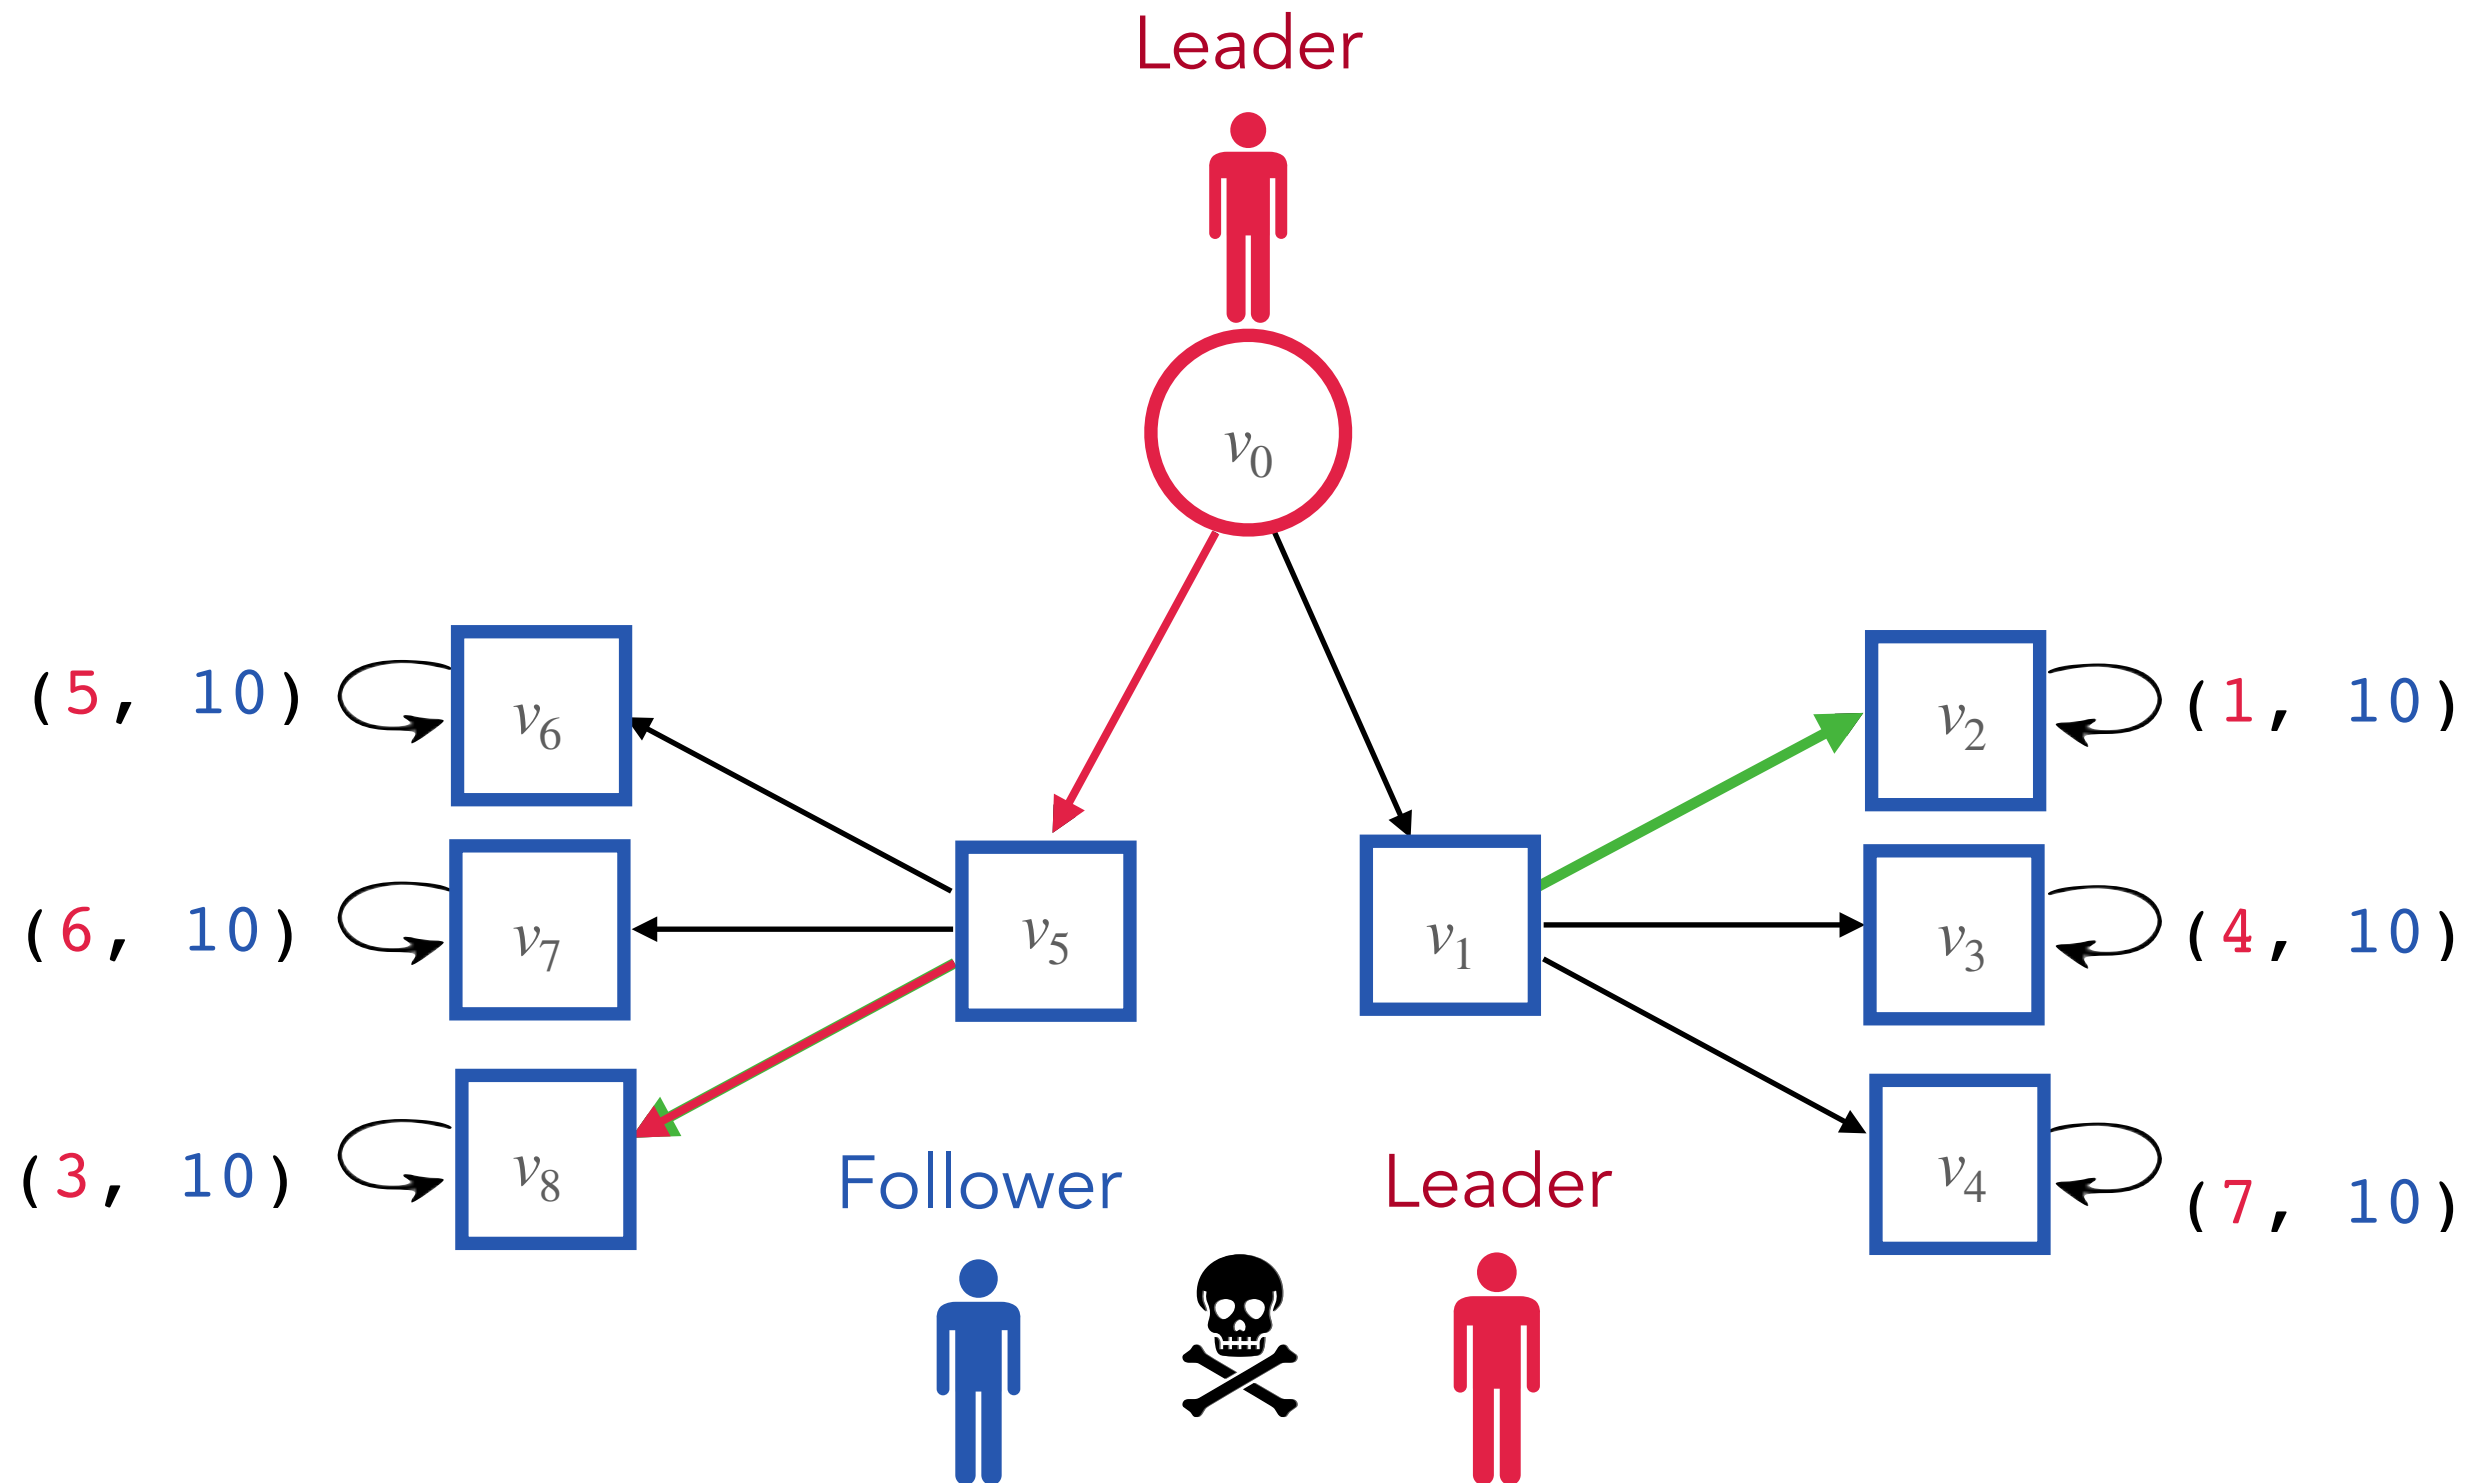 Leader
v0
(5, 10)
v6
v2
(1, 10)
(6, 10)
v7
v5
v1
v3
(4, 10)
(3, 10)
v8
Follower
Leader
v4
(7, 10)